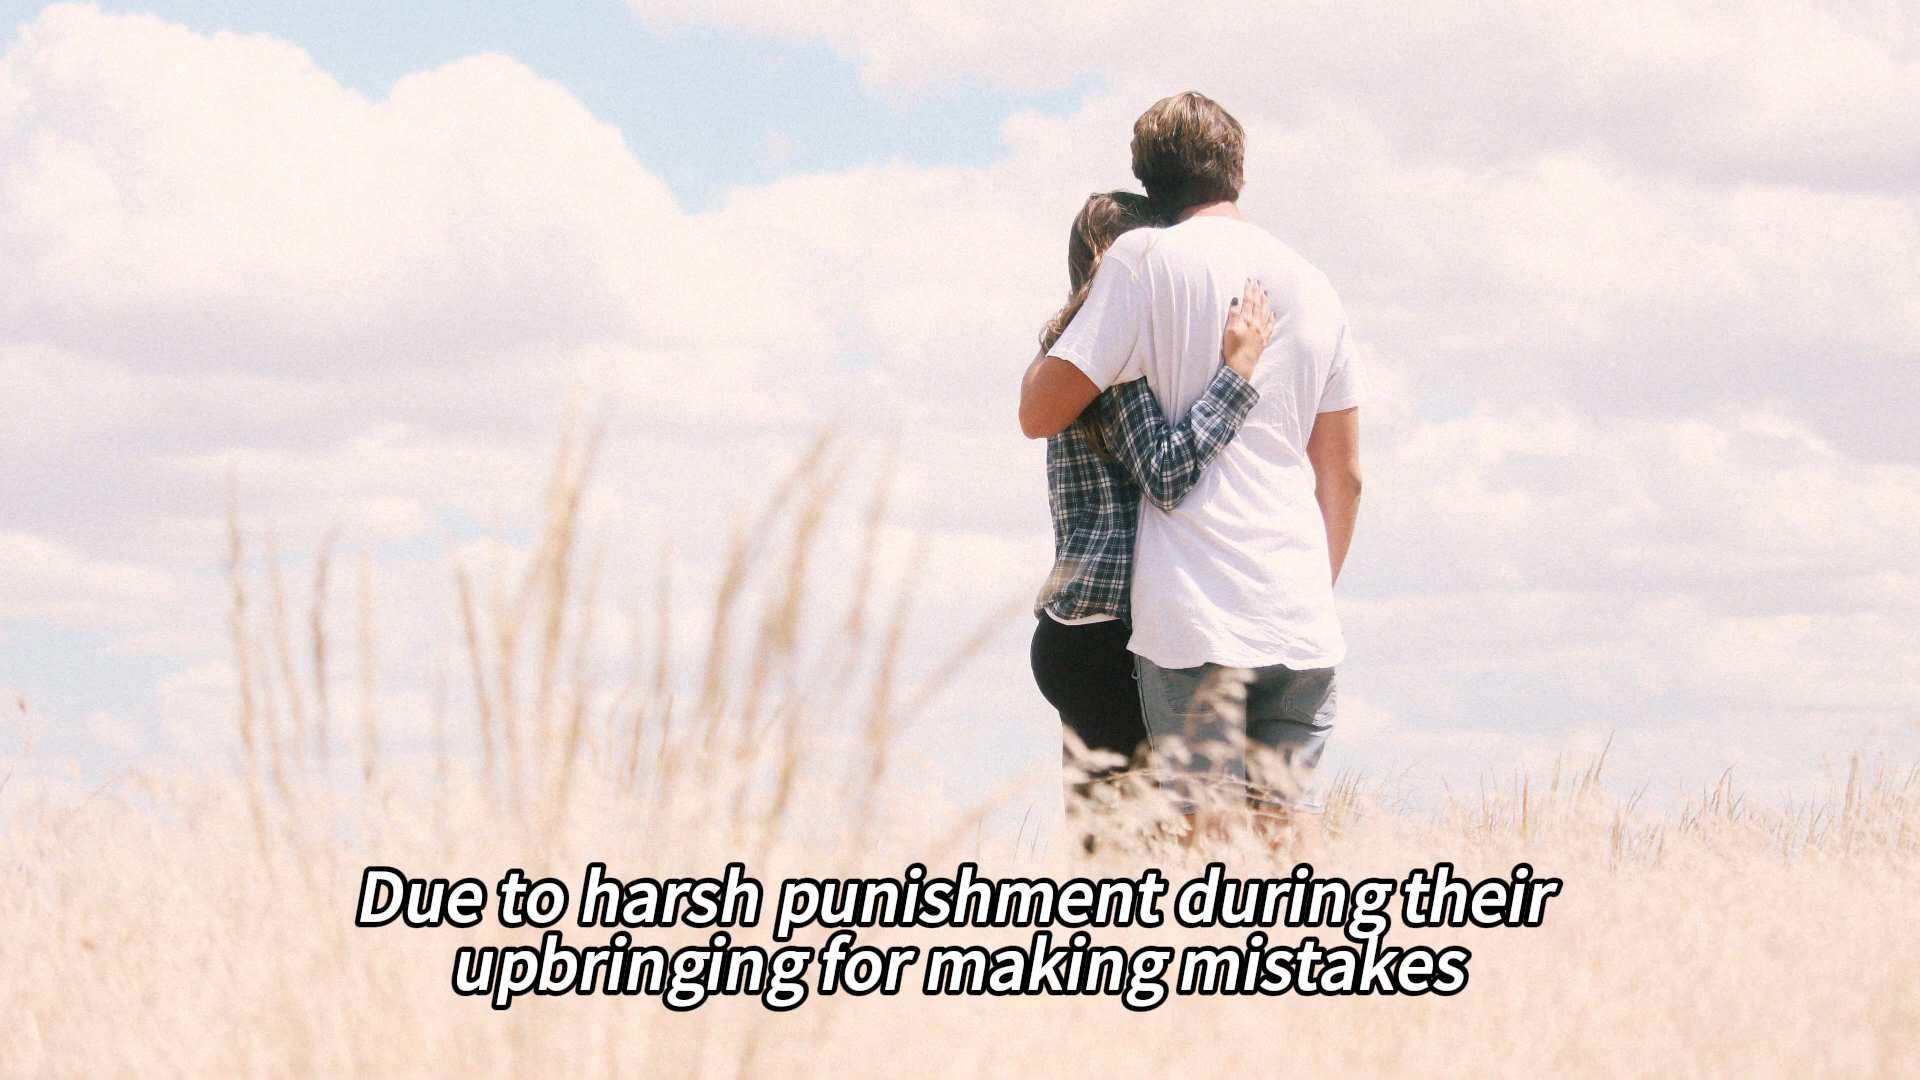 Due to harsh punishment during their
upbringing for making mistakes